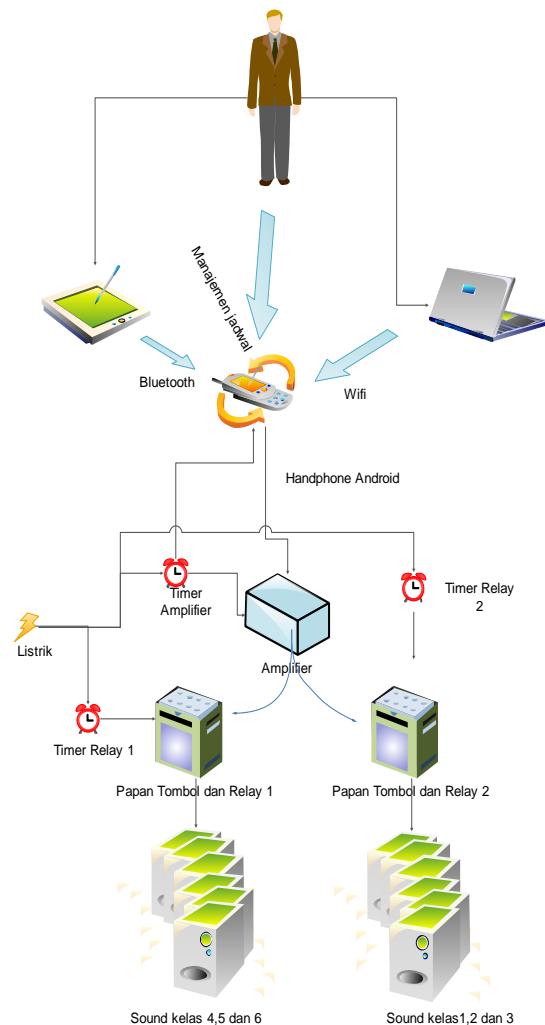 Manajemen jadwal
Bluetooth
Wifi
Handphone Android
Timer
Amplifier
Timer Relay
2
Listrik
Amplifier
Timer Relay 1
Papan Tombol dan Relay 1
Papan Tombol dan Relay 2
Sound kelas 4,5 dan 6
Sound kelas1,2 dan 3